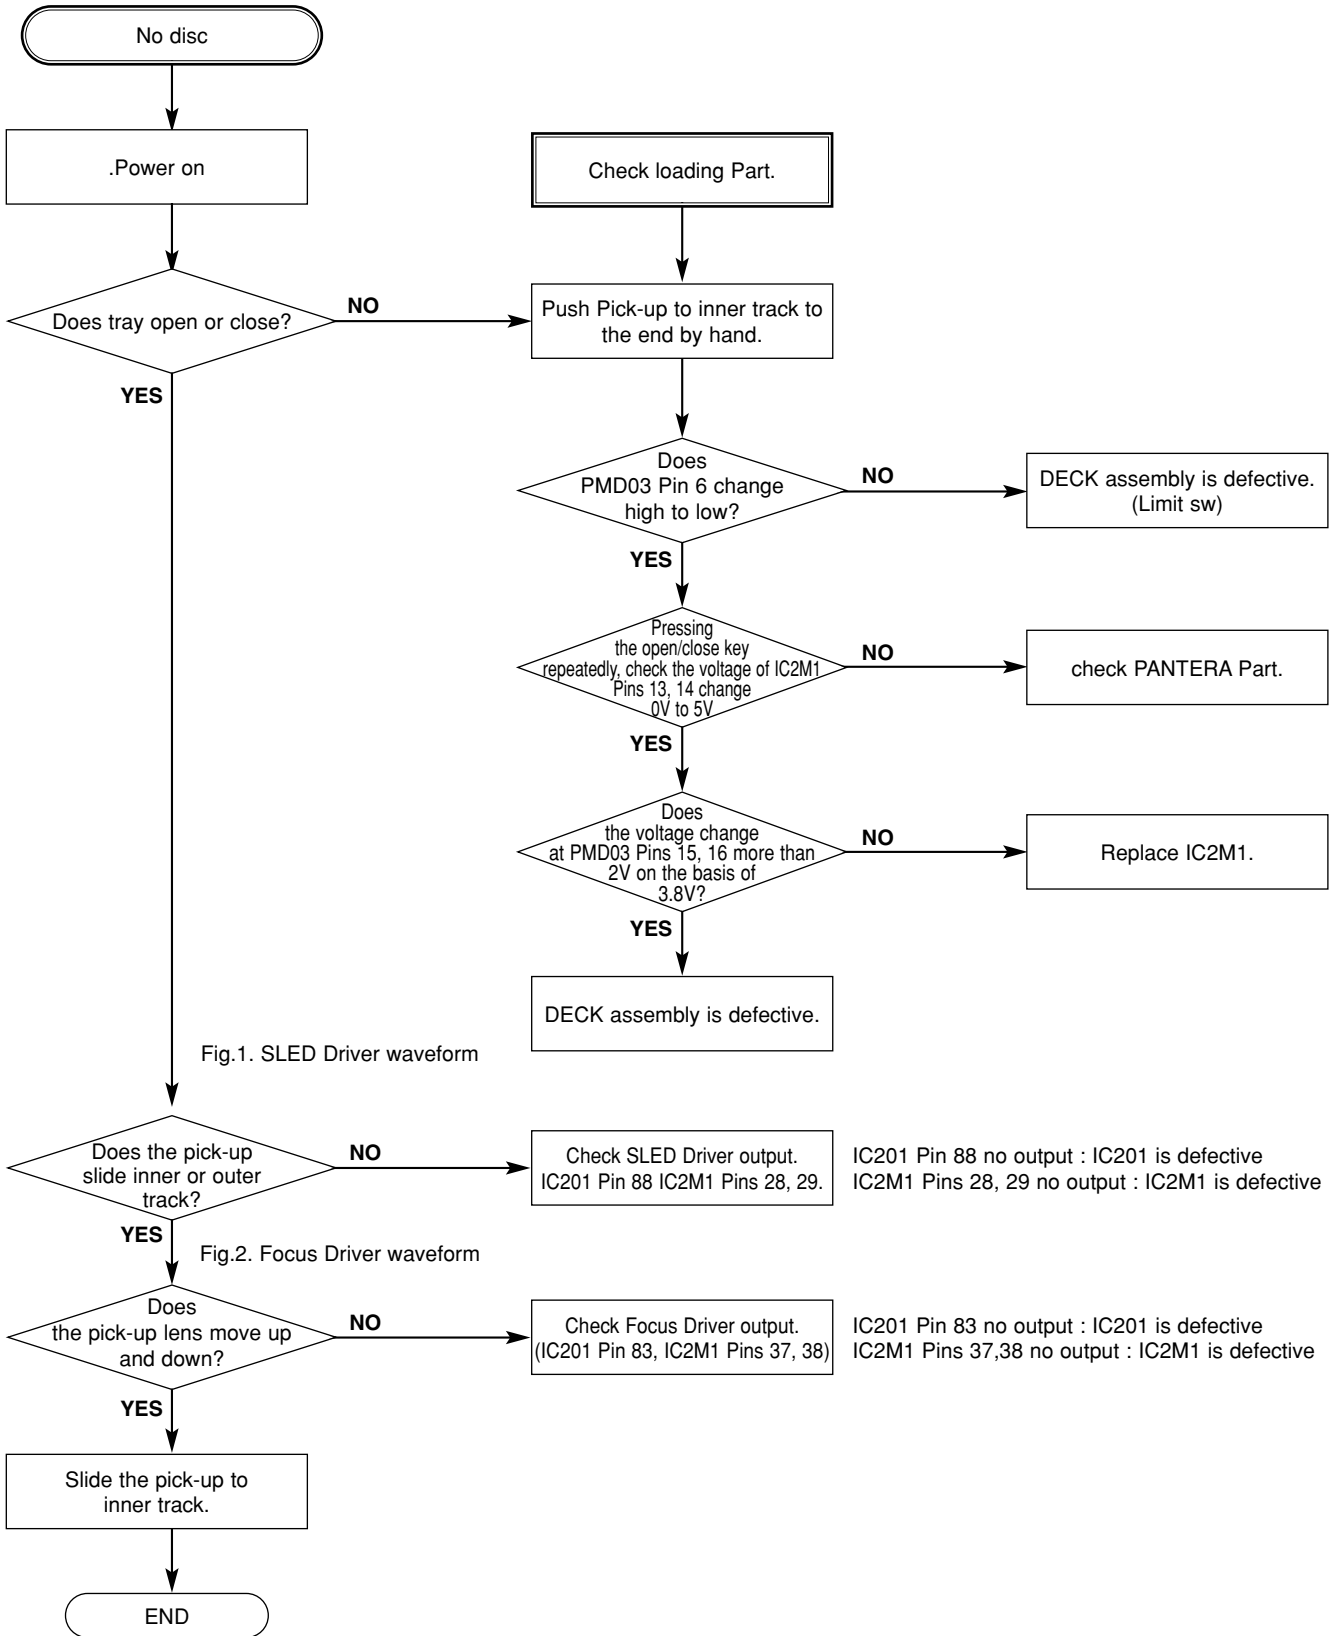 No disc
.Power on
Check loading Part.
Does tray open or close?
NO
Push Pick-up to inner track to
the end by hand.
YES
Does
PMD03 Pin 6 change
high to low?
NO
DECK assembly is defective.
(Limit sw)
YES
Pressing
the open/close key
repeatedly, check the voltage of IC2M1
Pins 13, 14 change
0V to 5V
NO
check PANTERA Part.
YES
Does
the voltage change
at PMD03 Pins 15, 16 more than
2V on the basis of
3.8V?
NO
Replace IC2M1.
YES
DECK assembly is defective.
Fig.1. SLED Driver waveform
Does the pick-up
slide inner or outer
track?
NO
Check SLED Driver output.
IC201 Pin 88 IC2M1 Pins 28, 29.
IC201 Pin 88 no output : IC201 is defective
IC2M1 Pins 28, 29 no output : IC2M1 is defective
YES
Fig.2. Focus Driver waveform
Does
the pick-up lens move up
and down?
NO
Check Focus Driver output.
(IC201 Pin 83, IC2M1 Pins 37, 38)
IC201 Pin 83 no output : IC201 is defective
IC2M1 Pins 37,38 no output : IC2M1 is defective
YES
Slide the pick-up to
inner track.
END